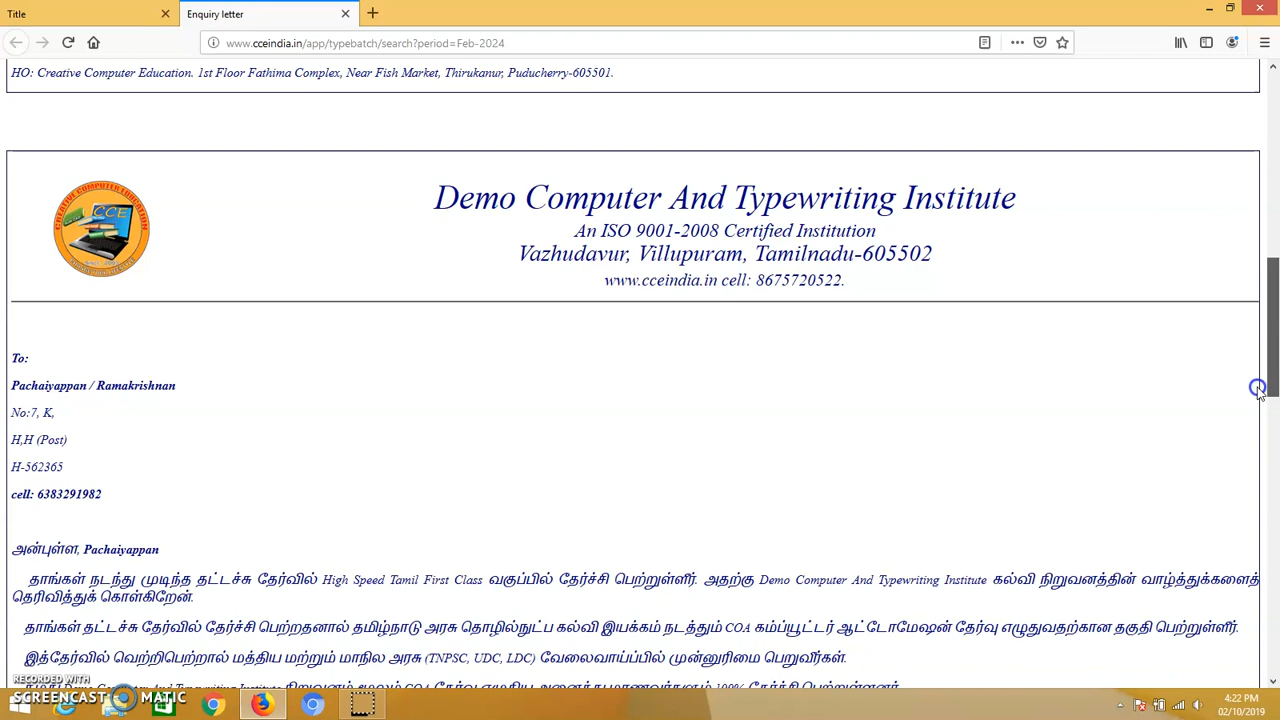 Title
Enquiry letter
www.cceindia.in/app/typebatch/search?period=Feb-2024
HO: Creative Computer Education. 1st Floor Fathima Complex, Near Fish Market, Thirukanur, Puducherry-605501.
CREATIVE COMPUTER EDUCATION
CCE
Demo Computer And Typewriting Institute
An ISO 9001-2008 Certified Institution
Vazhudavur, Villupuram, Tamilnadu-605502
www.cceindia.in cell: 8675720522.
To:
Pachaiyappan / Ramakrishnan
No:7, K,
H,H (Post)
H-562365
cell: 6383291982
அன்புள்ள, Pachaiyappan
தாங்கள் நடந்து முடிந்த தட்டச்சு தேர்வில் High Speed Tamil First Class வகுப்பில் தேர்ச்சி பெற்றுள்ளீர். அதற்கு Demo Computer And Typewriting Institute கல்வி நிறுவனத்தின் வாழ்த்துக்களைத்
தெரிவித்துக் கொள்கிறேன்.
தாங்கள் தட்டச்சு தேர்வில் தேர்ச்சி பெற்றதனால் தமிழ்நாடு அரசு தொழில்நுட்ப கல்வி இயக்கம் நடத்தும் COA கம்ப்யூட்டர் ஆட்டோமேஷன் தேர்வு எழுதுவதற்கான தகுதி பெற்றுள்ளீர்.
இத்தேர்வில் வெற்றிபெற்றால் மத்திய மற்றும் மாநில அரசு (TNPSC, UDC, LDC) வேலைவாய்ப்பில் முன்னுரிமை பெறுவீர்கள்.
RECORDED WITH
SCREENCAST MATIC
4:22 PM
02/10/2019